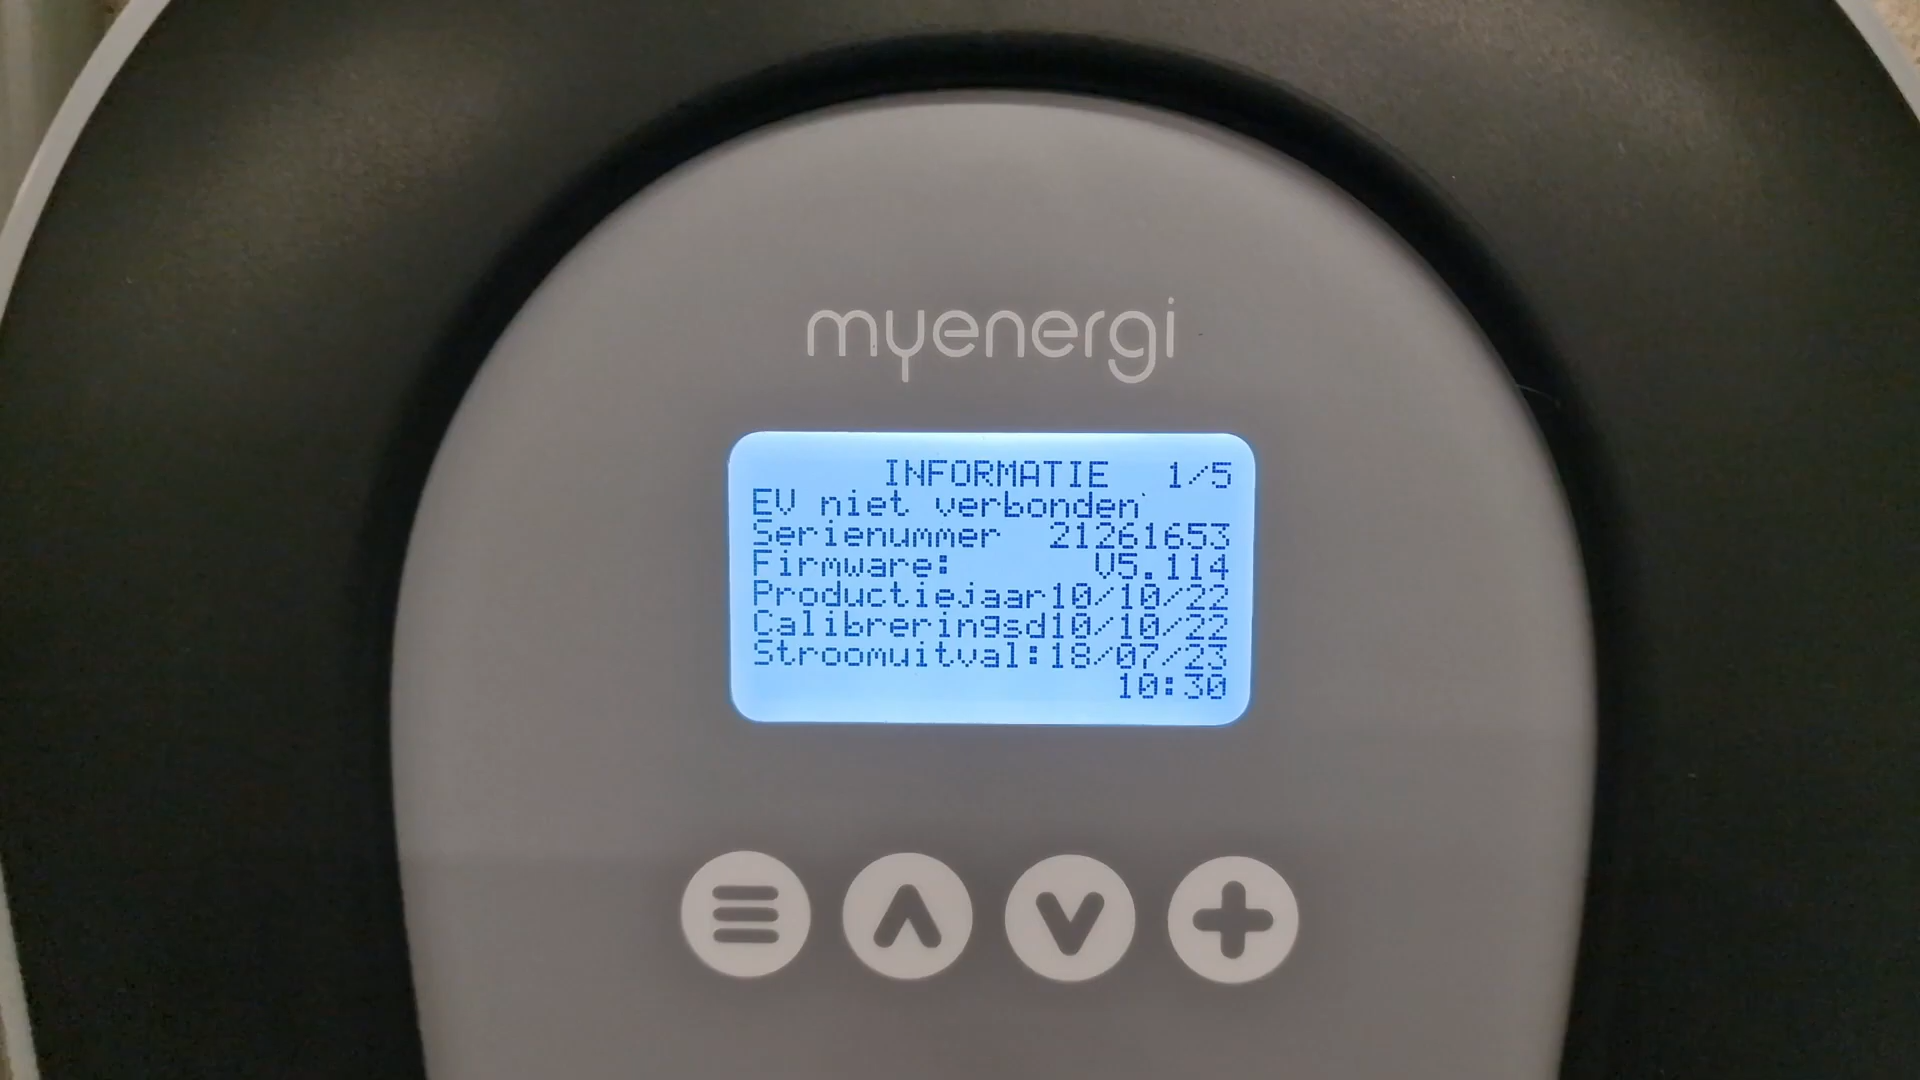 myenergi
INFORMATIE 1/5
EV niet verbonden
Serienummer 21261653
Firmware: V5.114
Productiejaar10/10/22
Calibreringsd10/10/22
Stroomuitval:18/07/23
10:30